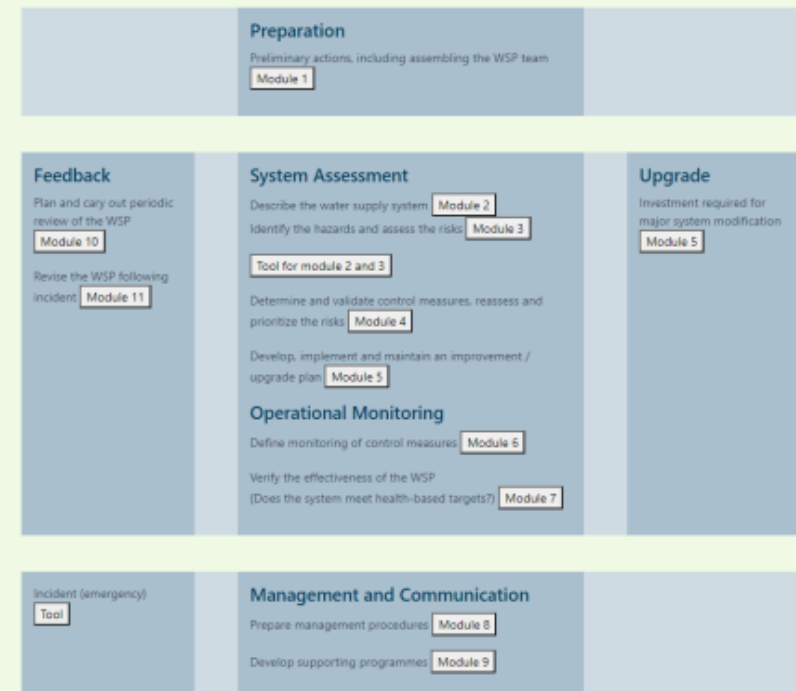 Preparation
Preliminary actions, including assembling the WSP team
Module 1
Feedback
Plan and cary out periodic
review of the WSP
Module 10
Revise the WSP following
incident Module 11
System Assessment
Describe the water supply system Module 2
Identify the hazards and assess the risks Module 3
Tool for module 2 and 3
Determine and validate control measures, reassess and
prioritize the risks Module 4
Develop, implement and maintain an improvement /
upgrade plan Module 5
Operational Monitoring
Define monitoring of control measures Module 6
Verify the effectiveness of the WSP
(Does the system meet health-based targets?) Module 7
Upgrade
Investment required for
major system modification
Module 5
Incident (emergency)
Tool
Management and Communication
Prepare management procedures Module 8
Develop supporting programmes Module 9